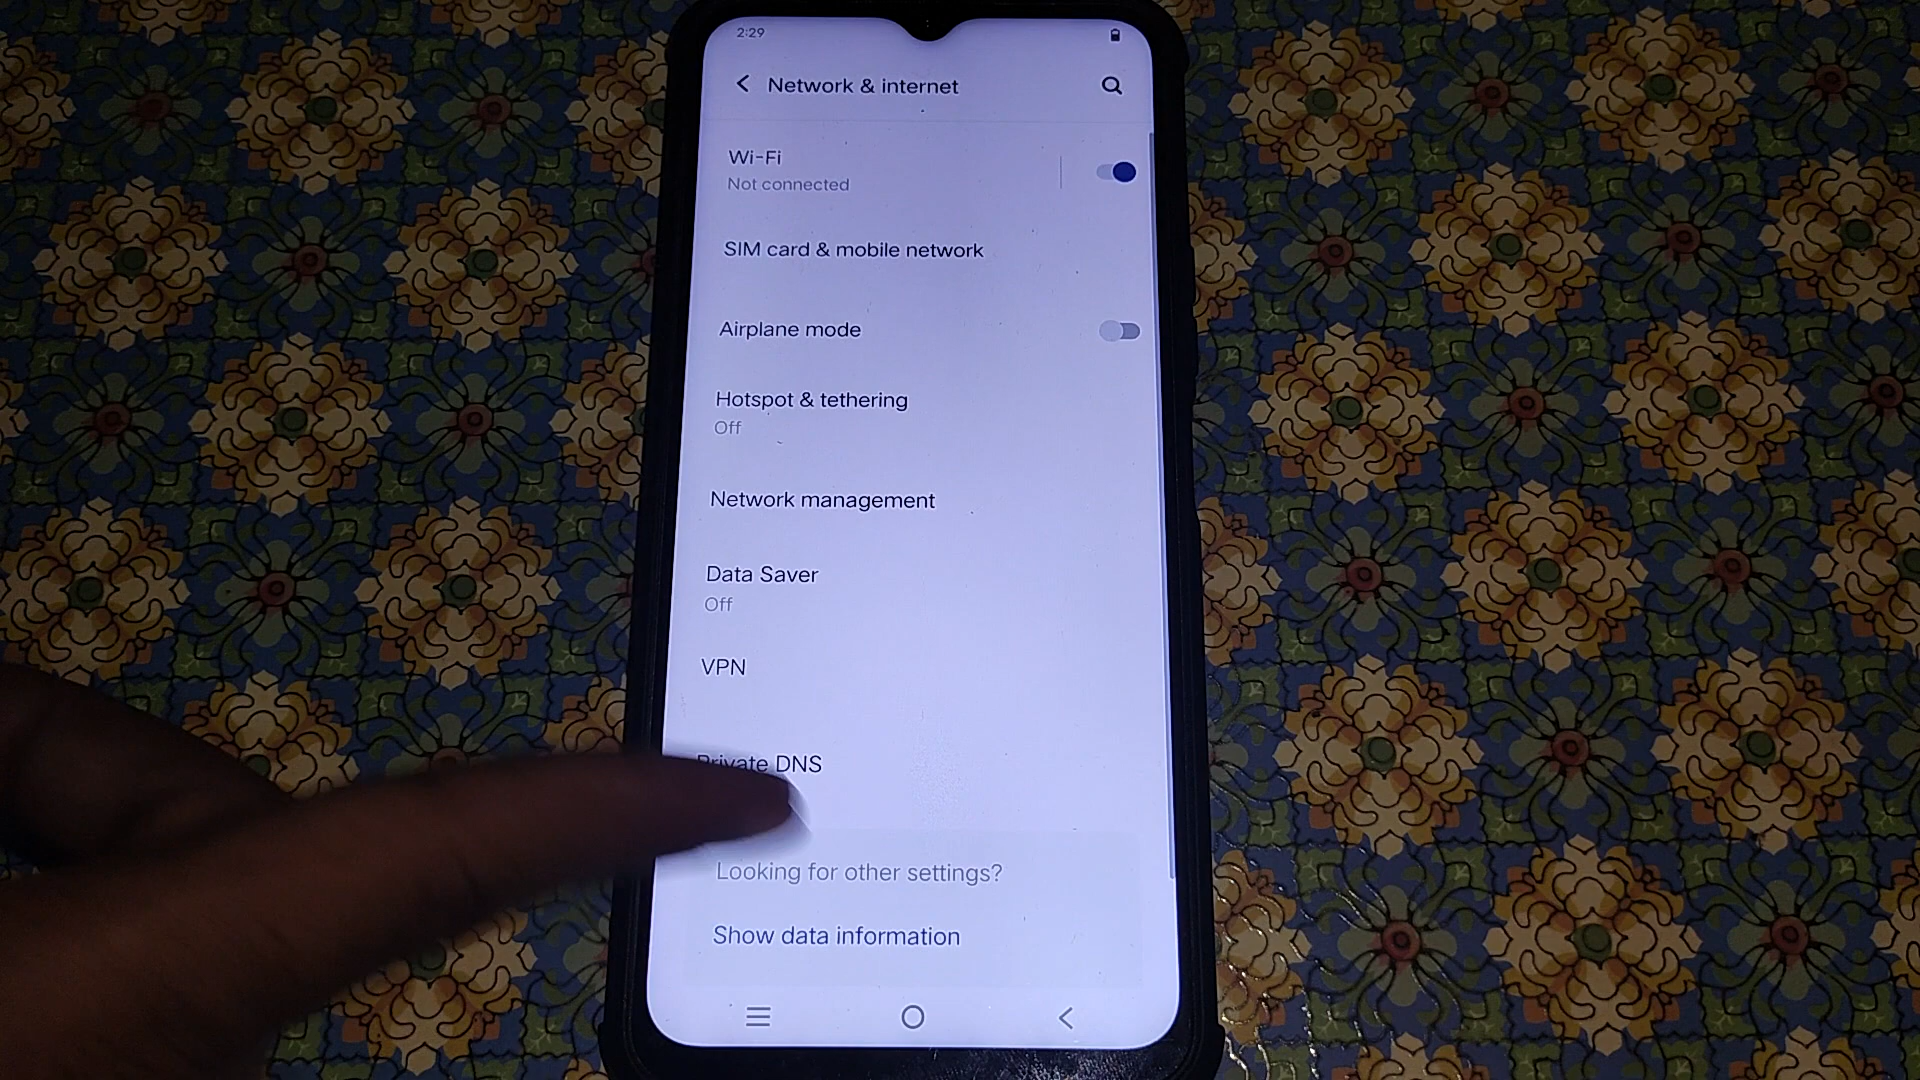 2:29
Network & internet
Wi-Fi
Not connected
SIM card & mobile network
Airplane mode
Hotspot & tethering
Off
Network management
Data Saver
Off
VPN
Private DNS
Looking for other settings?
Show data information